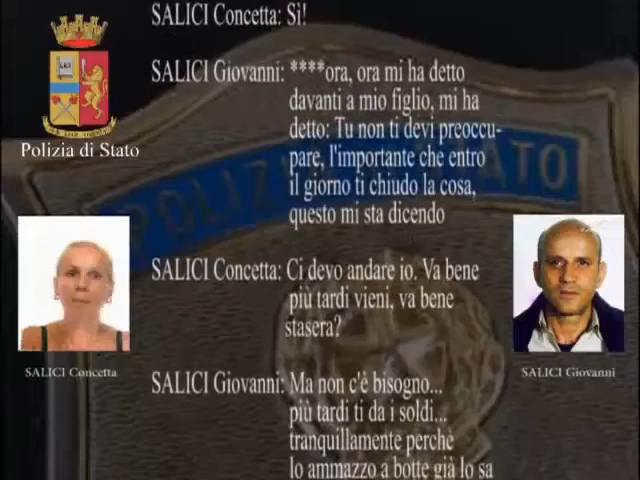 SALICI Concetta: Sì!
SALICI Giovanni: ****ora, ora mi ha detto
davanti a mio figlio, mi ha
detto: Tu non ti devi preoccu-
pare, l'importante che entro
il giorno ti chiudo la cosa,
questo mi sta dicendo
Polizia di Stato
SALICI Concetta: Ci devo andare io. Va bene
più tardi vieni, va bene
stasera?
SALICI Concetta
SALICI Giovanni
SALICI Giovanni: Ma non c'è bisogno...
più tardi ti da i soldi...
tranquillamente perchè
lo ammazzo a botte già lo sa